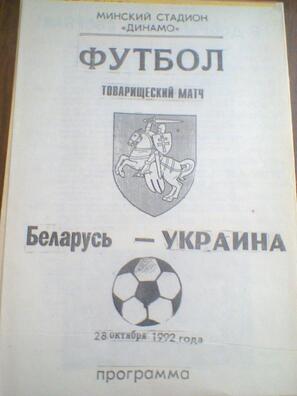 МИНСКИЙ СТАДИОН
«ДИНАМО»
ФУТБОЛ
ТОВАРИЩЕСКИЙ МАТЧ
Беларусь – УКРАИНА
28 октября 1992 года
программа